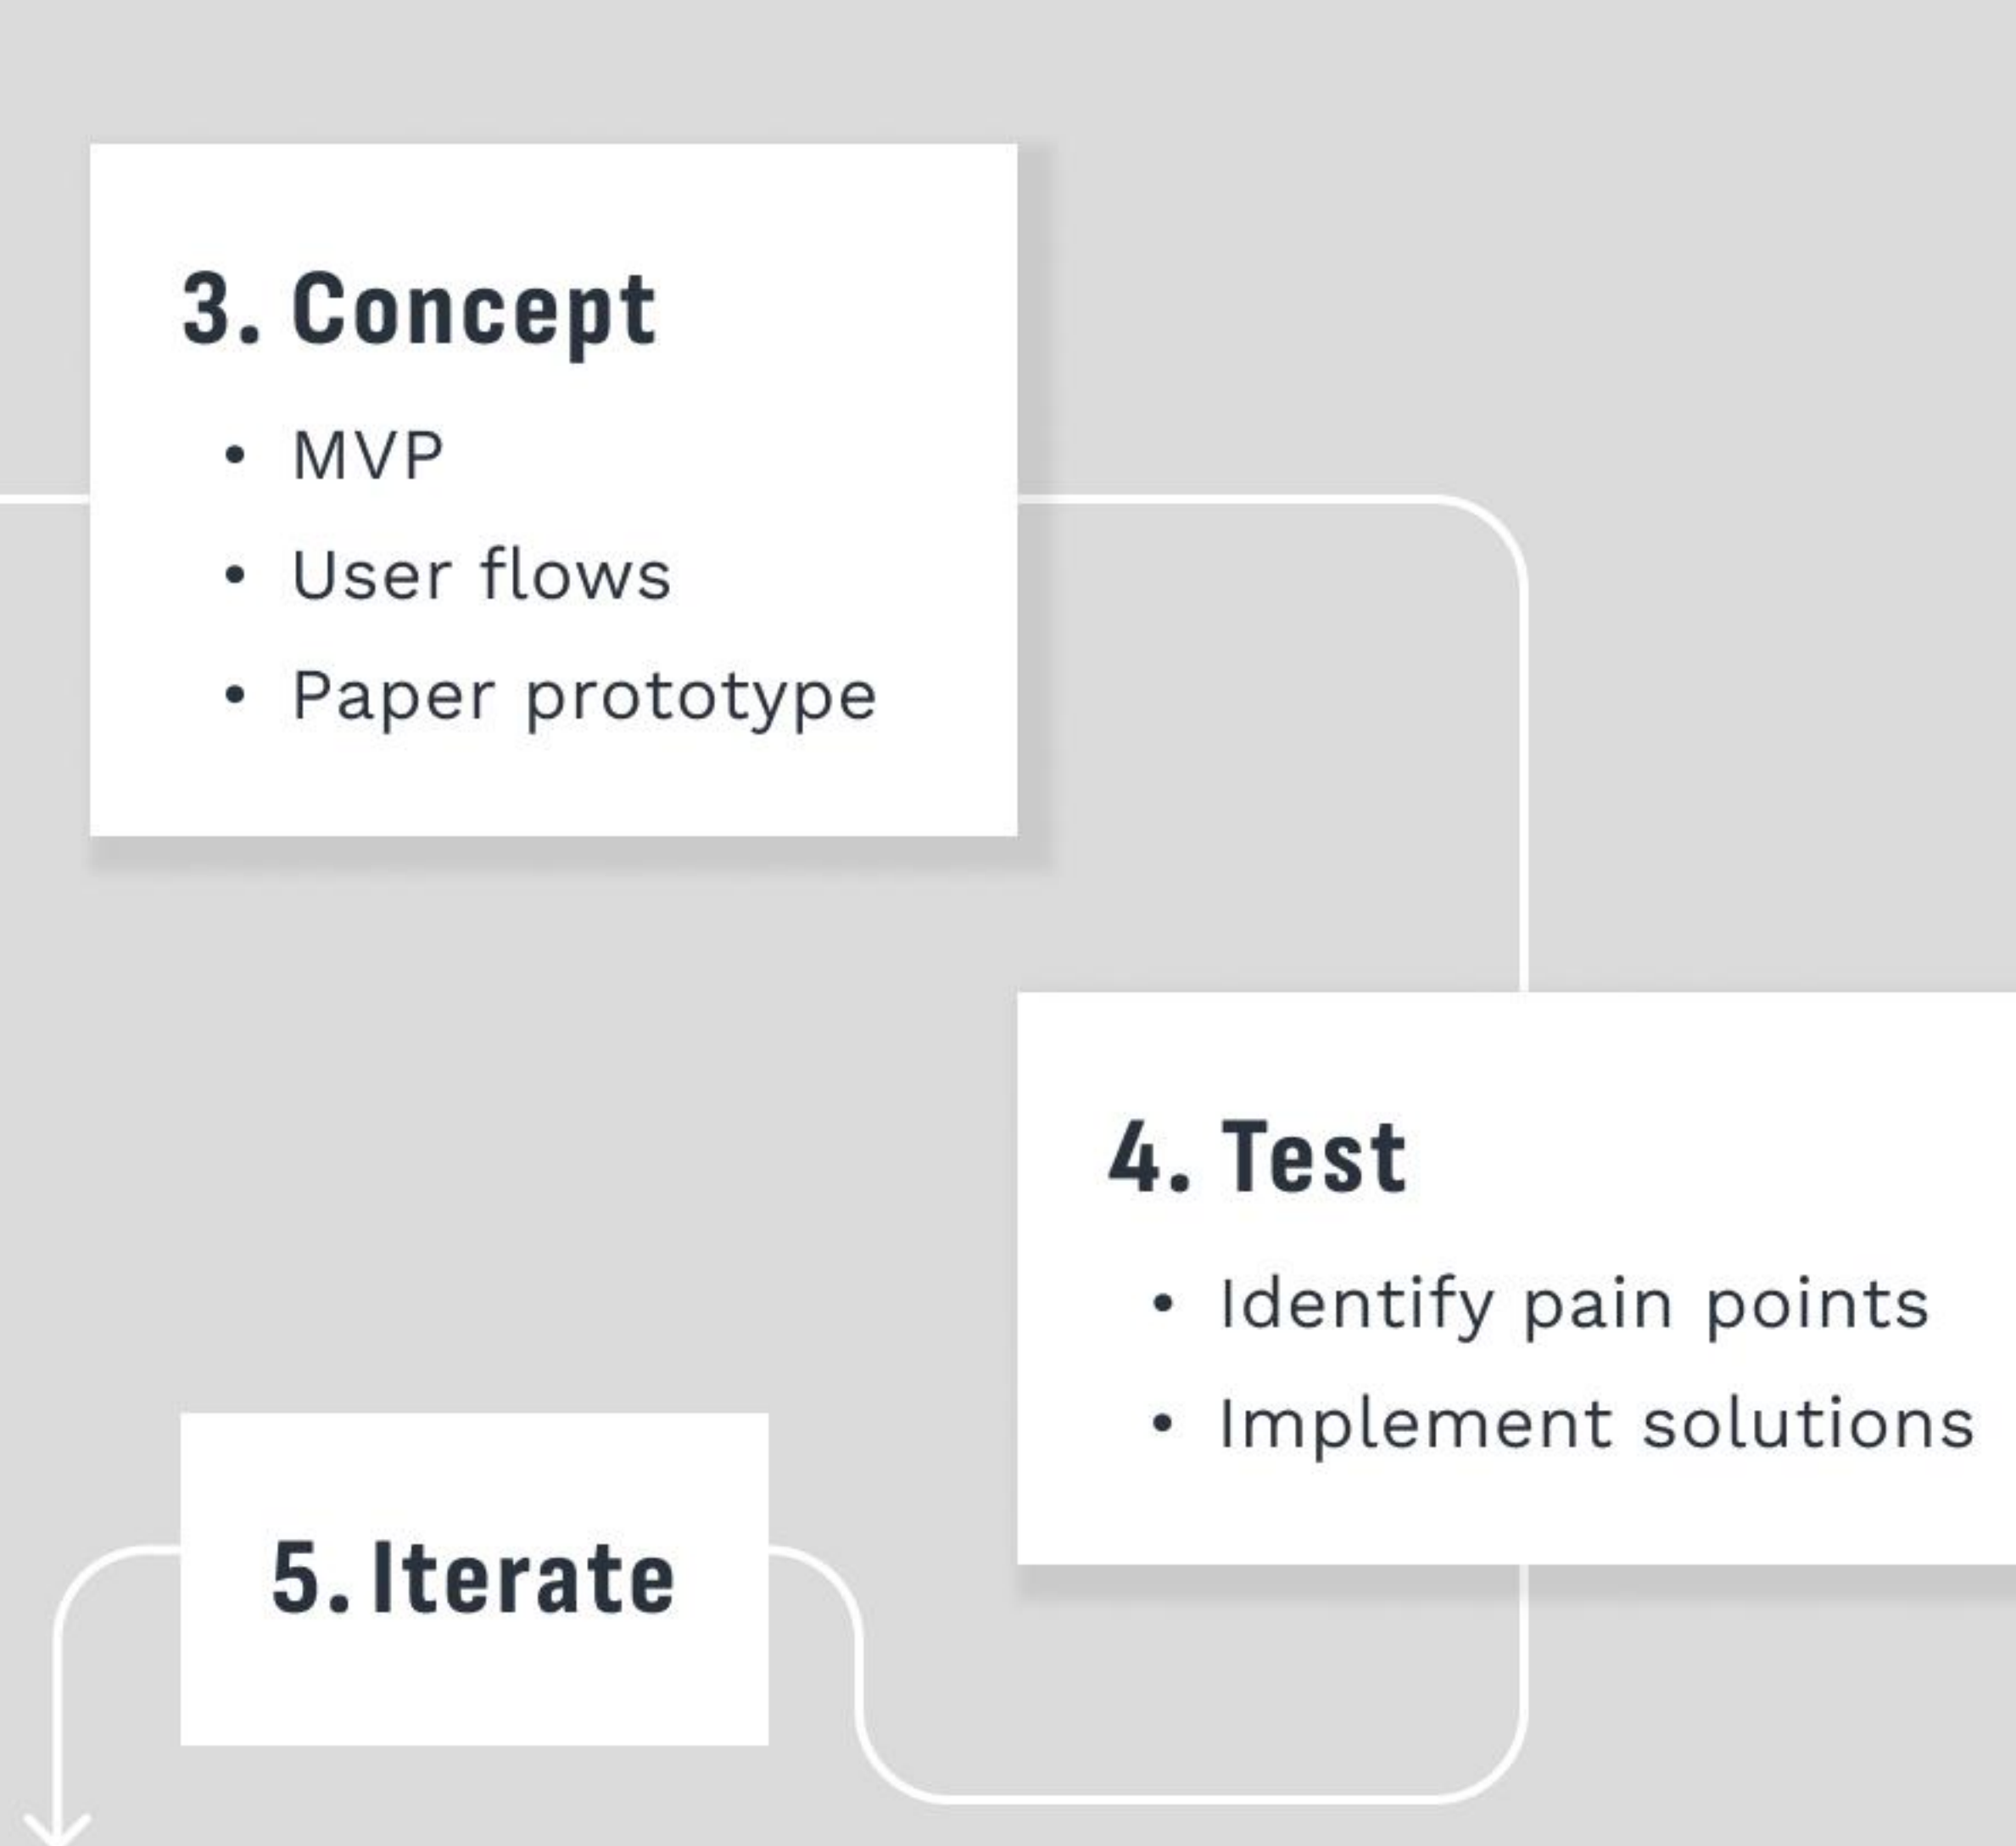 3. Concept
• MVP
• User flows
• Paper prototype
4. Test
• Identify pain points
• Implement solutions
5. Iterate